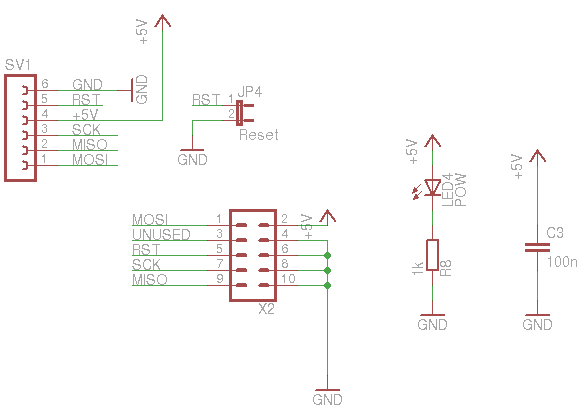 +5V
SV1
6 GND
5 RST
4 +5V
3 SCK
2 MISO
1 MOSI
GND
JP4
RST 1
2
Reset
GND
MOSI 1 2 +5V
UNUSED 3 4
RST 5 6
SCK 7 8
MISO 9 10
X2
GND
+5V
LED4
POW
1k R8
GND
+5V
C3
100n
GND